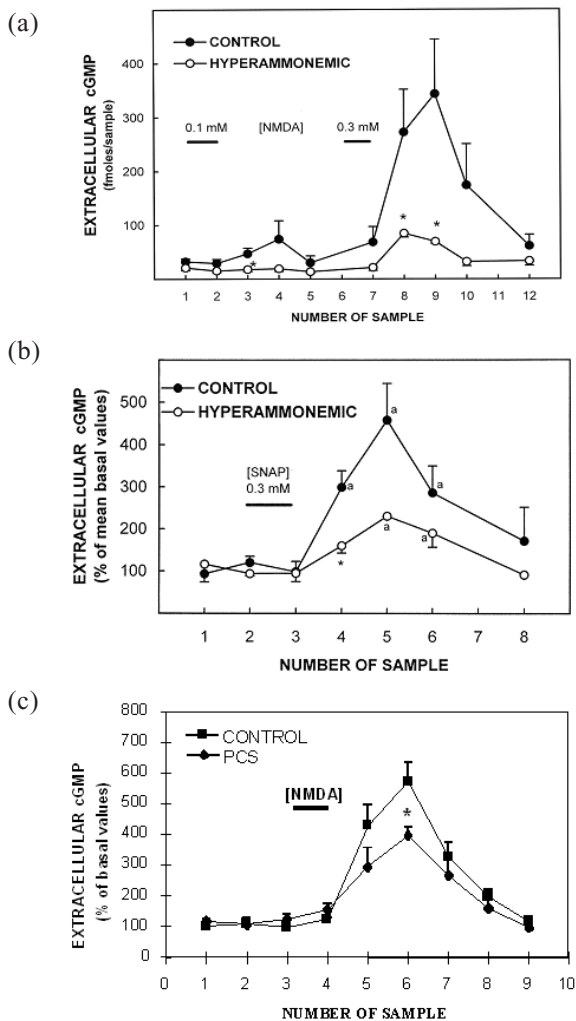 (a)
CONTROL
HYPERAMMONEMIC
EXTRACELLULAR cGMP
(fmoles/sample)
400
300
200
100
0.1 mM [NMDA] 0.3 mM
*
*
*
1 2 3 4 5 6 7 8 9 10 12
NUMBER OF SAMPLE
(b)
CONTROL
HYPERAMMONEMIC
EXTRACELLULAR cGMP
(% of mean basal values)
500
400
300
200
100
[SNAP]
0.3 mM
a
a
a
a
a
*
1 2 3 4 5 6 7 8
NUMBER OF SAMPLE
(c)
CONTROL
PCS
EXTRACELLULAR cGMP
(% of basal values)
800
700
600
500
400
300
200
100
0
[NMDA]
*
0 1 2 3 4 5 6 7 8 9 10
NUMBER OF SAMPLE